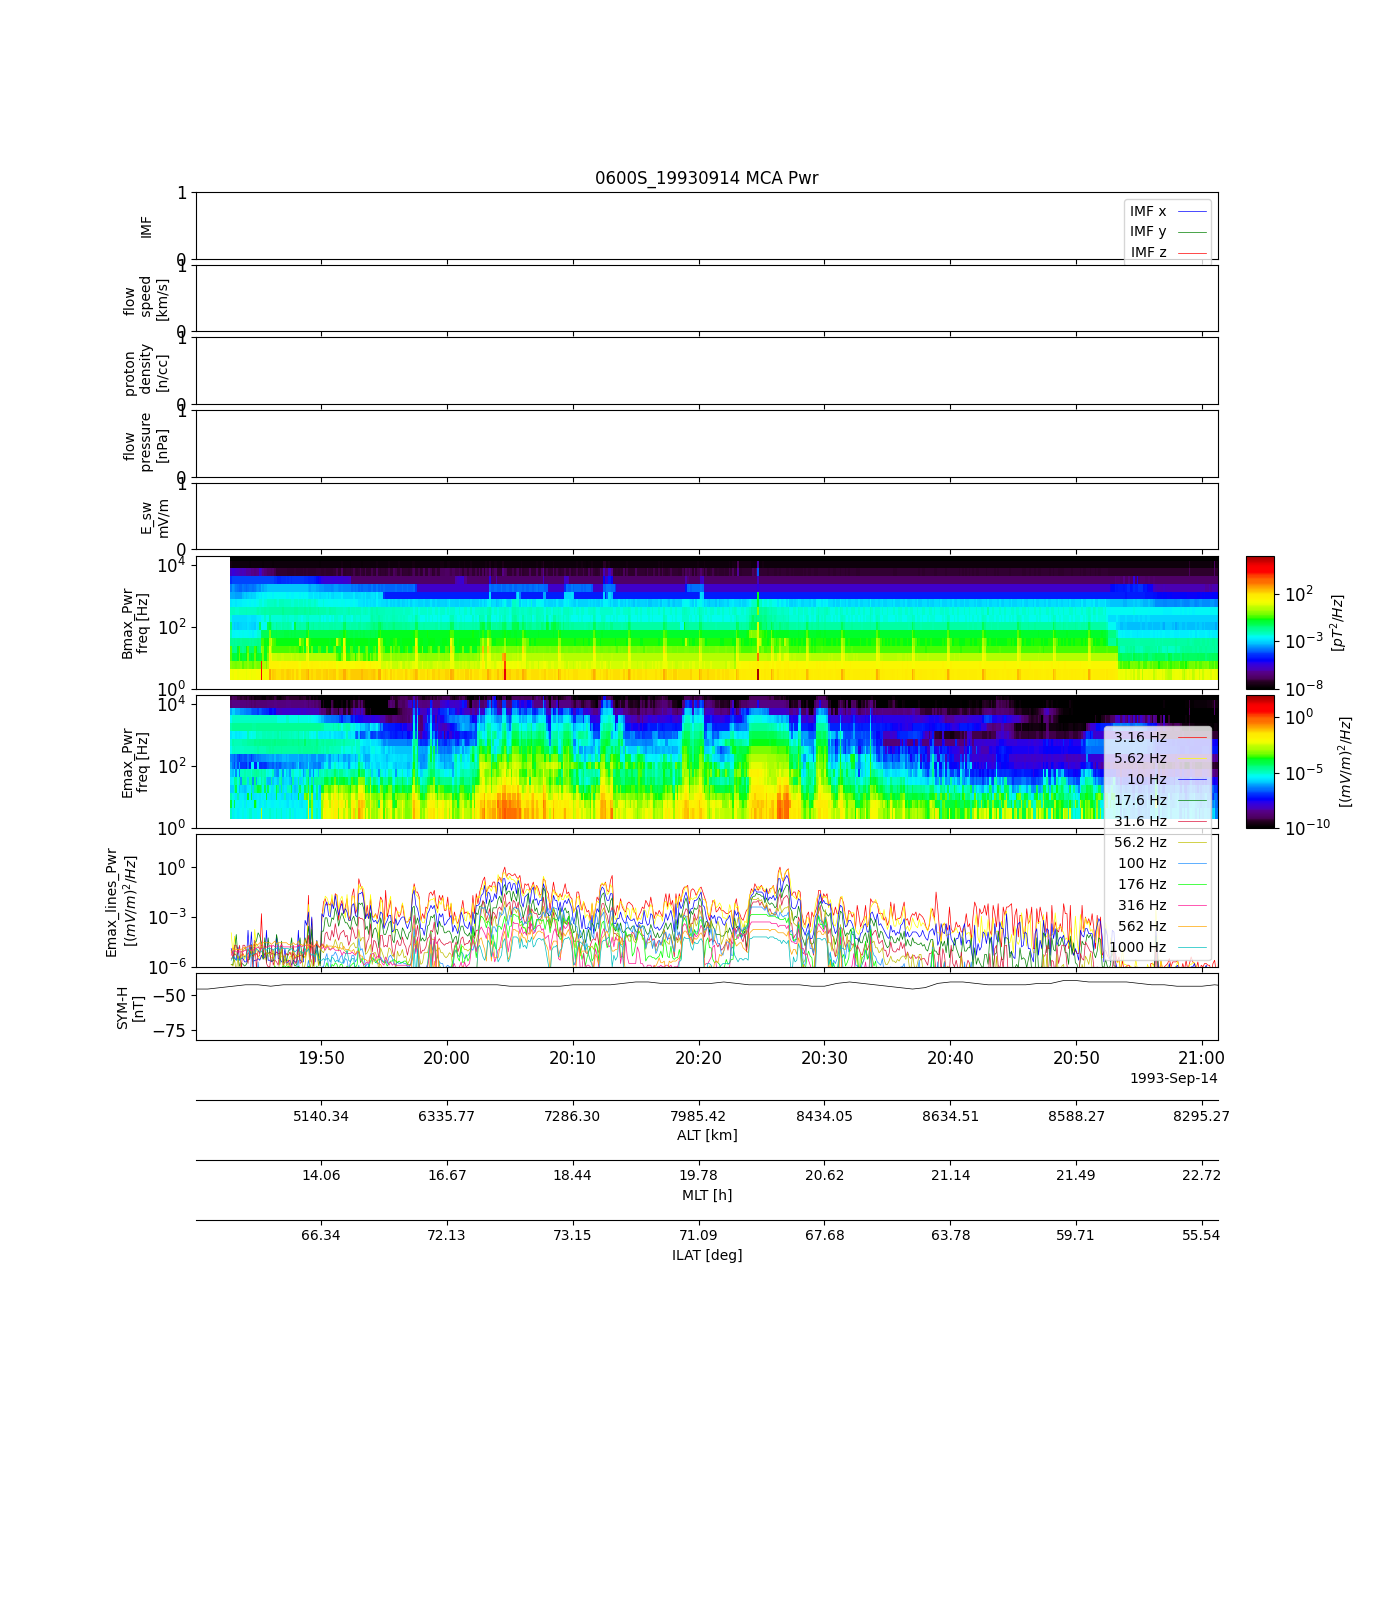 0600S_19930914 MCA Pwr
1
IMF
0
IMF x
IMF y
IMF z
1
flow
speed
[km/s]
0
1
proton
density
[n/cc]
0
1
flow
pressure
[nPa]
0
1
E_sw
mV/m
0
10^4
10^2
10^0
Bmax_Pwr
freq [Hz]
10^2
10^-3
10^-8
[pT^2/Hz]
10^4
10^2
10^0
Emax_Pwr
freq [Hz]
10^0
10^-5
10^-10
[(mV/m)^2/Hz]
3.16 Hz
5.62 Hz
10 Hz
17.6 Hz
31.6 Hz
56.2 Hz
100 Hz
176 Hz
316 Hz
562 Hz
1000 Hz
10^0
10^-3
10^-6
Emax_lines_Pwr
[(mV/m)^2/Hz]
−50
−75
SYM-H
[nT]
19:50 20:00 20:10 20:20 20:30 20:40 20:50 21:00
1993-Sep-14
5140.34 6335.77 7286.30 7985.42 8434.05 8634.51 8588.27 8295.27
ALT [km]
14.06 16.67 18.44 19.78 20.62 21.14 21.49 22.72
MLT [h]
66.34 72.13 73.15 71.09 67.68 63.78 59.71 55.54
ILAT [deg]